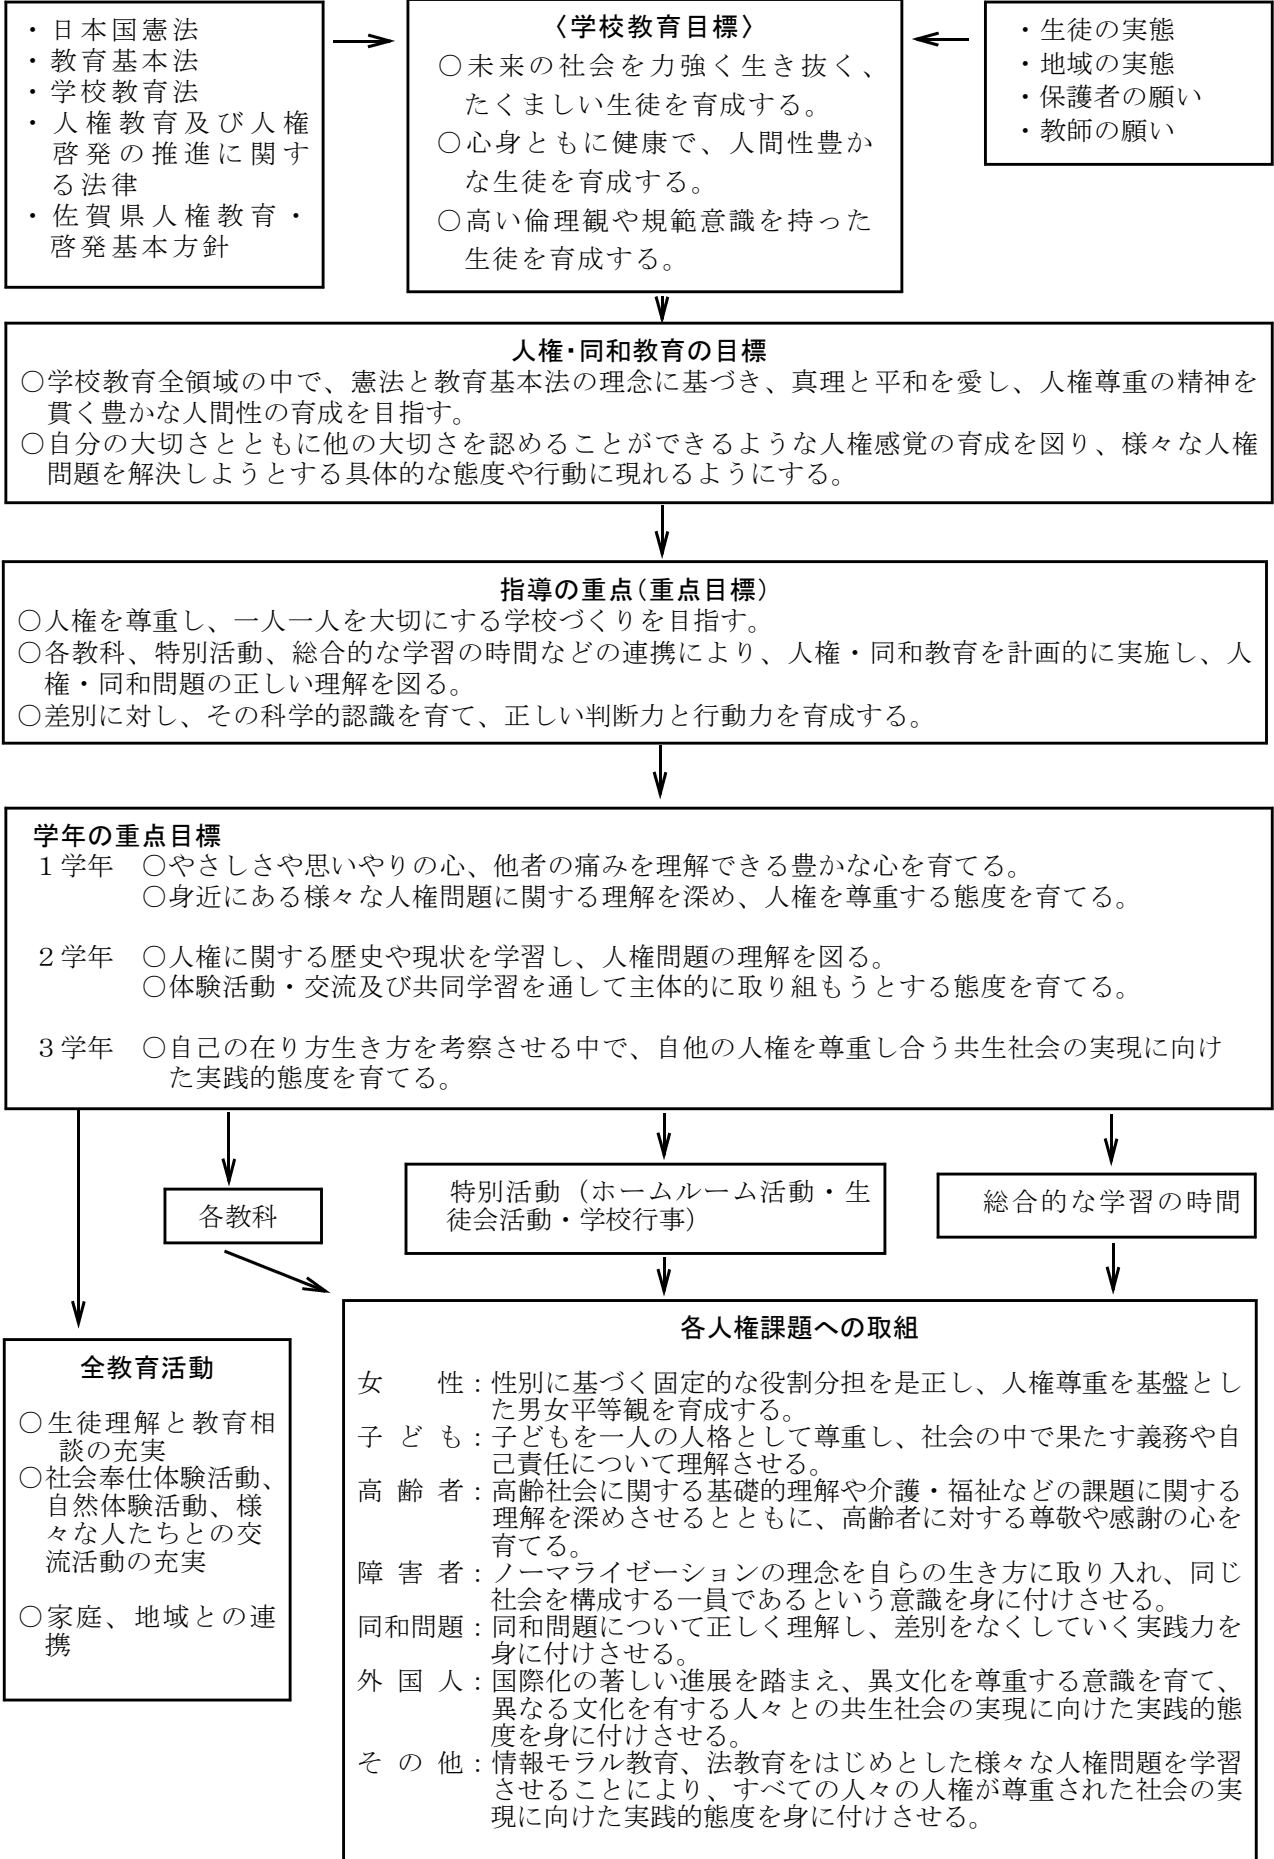 ・日本国憲法
・教育基本法
・学校教育法
・人権教育及び人権
啓発の推進に関す
る法律
・佐賀県人権教育・
啓発基本方針
〈学校教育目標〉
○未来の社会を力強く生き抜く、
たくましい生徒を育成する。
○心身ともに健康で、人間性豊か
な生徒を育成する。
○高い倫理観や規範意識を持った
生徒を育成する。
・生徒の実態
・地域の実態
・保護者の願い
・教師の願い
人権・同和教育の目標
○学校教育全領域の中で、憲法と教育基本法の理念に基づき、真理と平和を愛し、人権尊重の精神を
貫く豊かな人間性の育成を目指す。
○自分の大切さとともに他の大切さを認めることができるような人権感覚の育成を図り、様々な人権
問題を解決しようとする具体的な態度や行動に現れるようにする。
指導の重点(重点目標)
○人権を尊重し、一人一人を大切にする学校づくりを目指す。
○各教科、特別活動、総合的な学習の時間などの連携により、人権・同和教育を計画的に実施し、人
権・同和問題の正しい理解を図る。
○差別に対し、その科学的認識を育て、正しい判断力と行動力を育成する。
学年の重点目標
1学年 ○やさしさや思いやりの心、他者の痛みを理解できる豊かな心を育てる。
○身近にある様々な人権問題に関する理解を深め、人権を尊重する態度を育てる。
2学年 ○人権に関する歴史や現状を学習し、人権問題の理解を図る。
○体験活動・交流及び共同学習を通して主体的に取り組もうとする態度を育てる。
3学年 ○自己の在り方生き方を考察させる中で、自他の人権を尊重し合う共生社会の実現に向け
た実践的態度を育てる。
各教科
特別活動（ホームルーム活動・生
徒会活動・学校行事）
総合的な学習の時間
全教育活動
○生徒理解と教育相
談の充実
○社会奉仕体験活動、
自然体験活動、様
々な人たちとの交
流活動の充実
○家庭、地域との連
携
各人権課題への取組
女　　性：性別に基づく固定的な役割分担を是正し、人権尊重を基盤とし
た男女平等観を育成する。
子 ど も：子どもを一人の人格として尊重し、社会の中で果たす義務や自
己責任について理解させる。
高 齢 者：高齢社会に関する基礎的理解や介護・福祉などの課題に関する
理解を深めさせるとともに、高齢者に対する尊敬や感謝の心を
育てる。
障 害 者：ノーマライゼーションの理念を自らの生き方に取り入れ、同じ
社会を構成する一員であるという意識を身に付けさせる。
同和問題：同和問題について正しく理解し、差別をなくしていく実践力を
身に付けさせる。
外 国 人：国際化の著しい進展を踏まえ、異文化を尊重する意識を育て、
異なる文化を有する人々との共生社会の実現に向けた実践的態
度を身に付けさせる。
そ の 他：情報モラル教育、法教育をはじめとした様々な人権問題を学習
させることにより、すべての人々の人権が尊重された社会の実
現に向けた実践的態度を身に付けさせる。